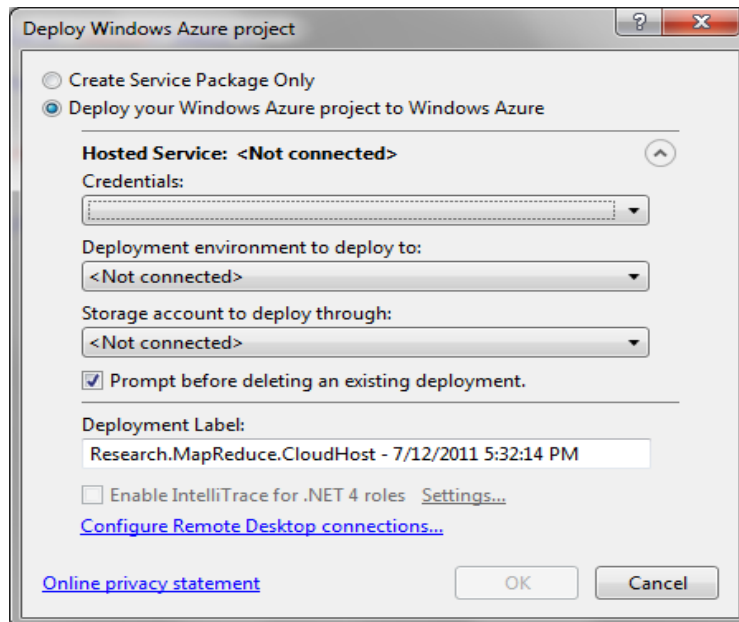 Deploy Windows Azure project
Create Service Package Only
Deploy your Windows Azure project to Windows Azure
Hosted Service: <Not connected>
Credentials:
Deployment environment to deploy to:
<Not connected>
Storage account to deploy through:
<Not connected>
Prompt before deleting an existing deployment.
Deployment Label:
Research.MapReduce.CloudHost - 7/12/2011 5:32:14 PM
Enable IntelliTrace for .NET 4 roles Settings...
Configure Remote Desktop connections...
Online privacy statement OK Cancel